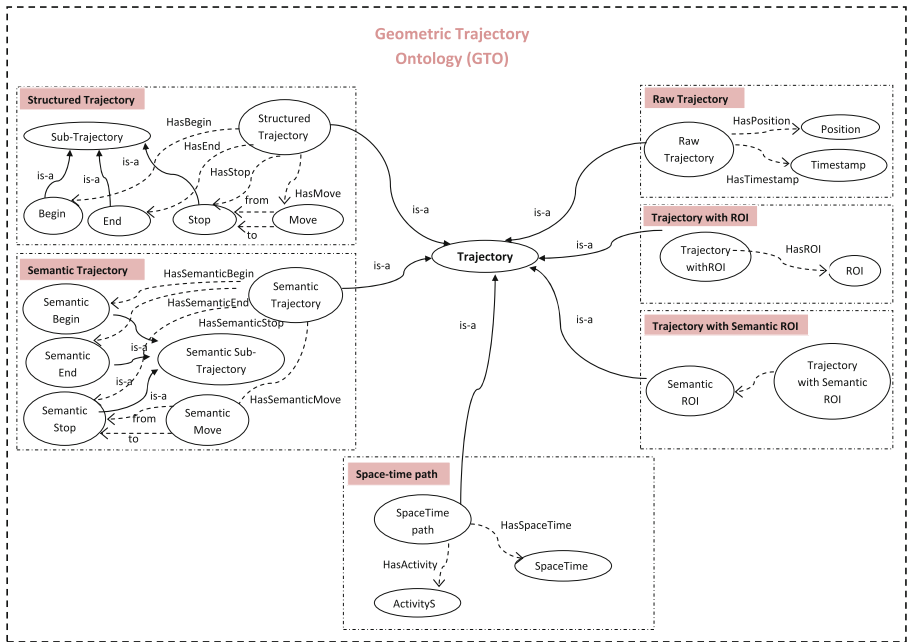 Geometric Trajectory
Ontology (GTO)
Structured Trajectory
Sub-Trajectory
Structured
Trajectory
HasBegin
HasEnd
HasStop
HasMove
is-a
is-a
is-a
from
to
Begin
End
Stop
Move
is-a
Semantic Trajectory
Semantic
Begin
Semantic
End
Semantic
Stop
Semantic Sub-
Trajectory
Semantic
Move
Semantic
Trajectory
HasSemanticBegin
HasSemanticEnd
HasSemanticStop
HasSemanticMove
is-a
is-a
is-a
from
to
is-a
Trajectory
Raw Trajectory
Raw
Trajectory
HasPosition
Position
HasTimestamp
Timestamp
is-a
Trajectory with ROI
Trajectory
withROI
HasROI
ROI
is-a
Trajectory with Semantic ROI
Semantic
ROI
Trajectory
with Semantic
ROI
is-a
is-a
Space-time path
SpaceTime
path
HasSpaceTime
SpaceTime
HasActivity
ActivityS